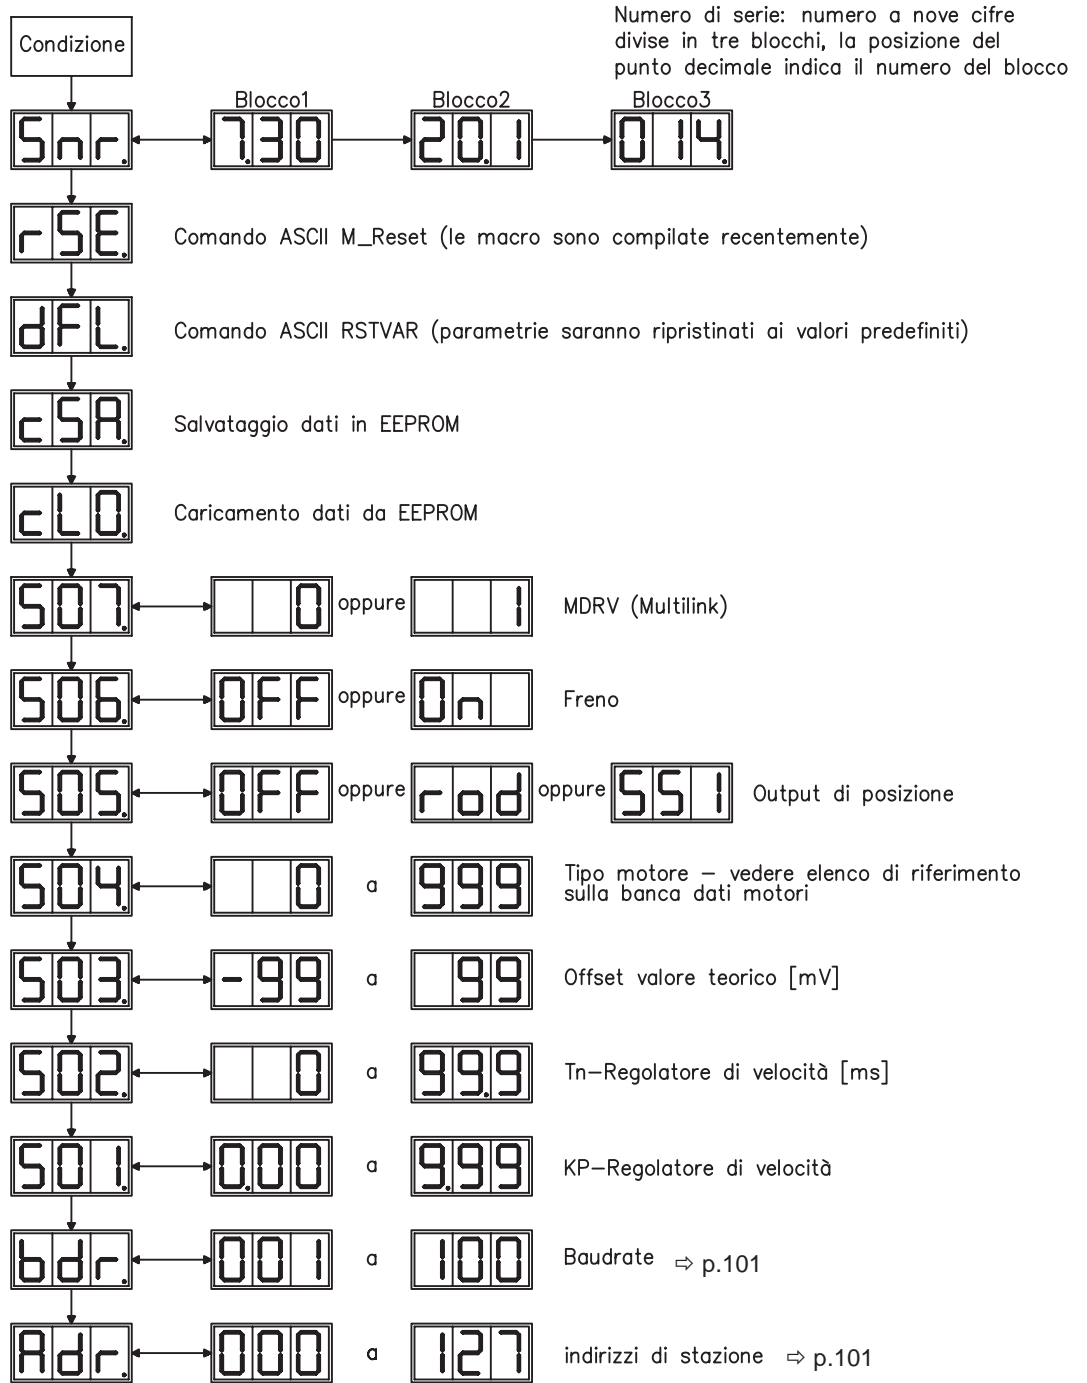 Numero di serie: numero a nove cifre
divise in tre blocchi, la posizione del
punto decimale indica il numero del blocco
Condizione
Blocco1 Blocco2 Blocco3
Snr. 7.30 20.1 014.
rSE. Comando ASCII M_Reset (le macro sono compilate recentemente)
dFL. Comando ASCII RSTVAR (parametrie saranno ripristinati ai valori predefiniti)
cSA. Salvataggio dati in EEPROM
cLO. Caricamento dati da EEPROM
S07. 0 oppure 1 MDRV (Multilink)
S06. OFF oppure On Freno
S05. OFF oppure rod oppure SSI Output di posizione
S04. 0 a 999 Tipo motore – vedere elenco di riferimento
sulla banca dati motori
S03. -99 a 99 Offset valore teorico [mV]
S02. 0 a 99.9 Tn–Regolatore di velocità [ms]
S01. 0.00 a 9.99 KP–Regolatore di velocità
bdr. 001 a 100 Baudrate ⇨ p.101
Adr. 000 a 127 indirizzi di stazione ⇨ p.101